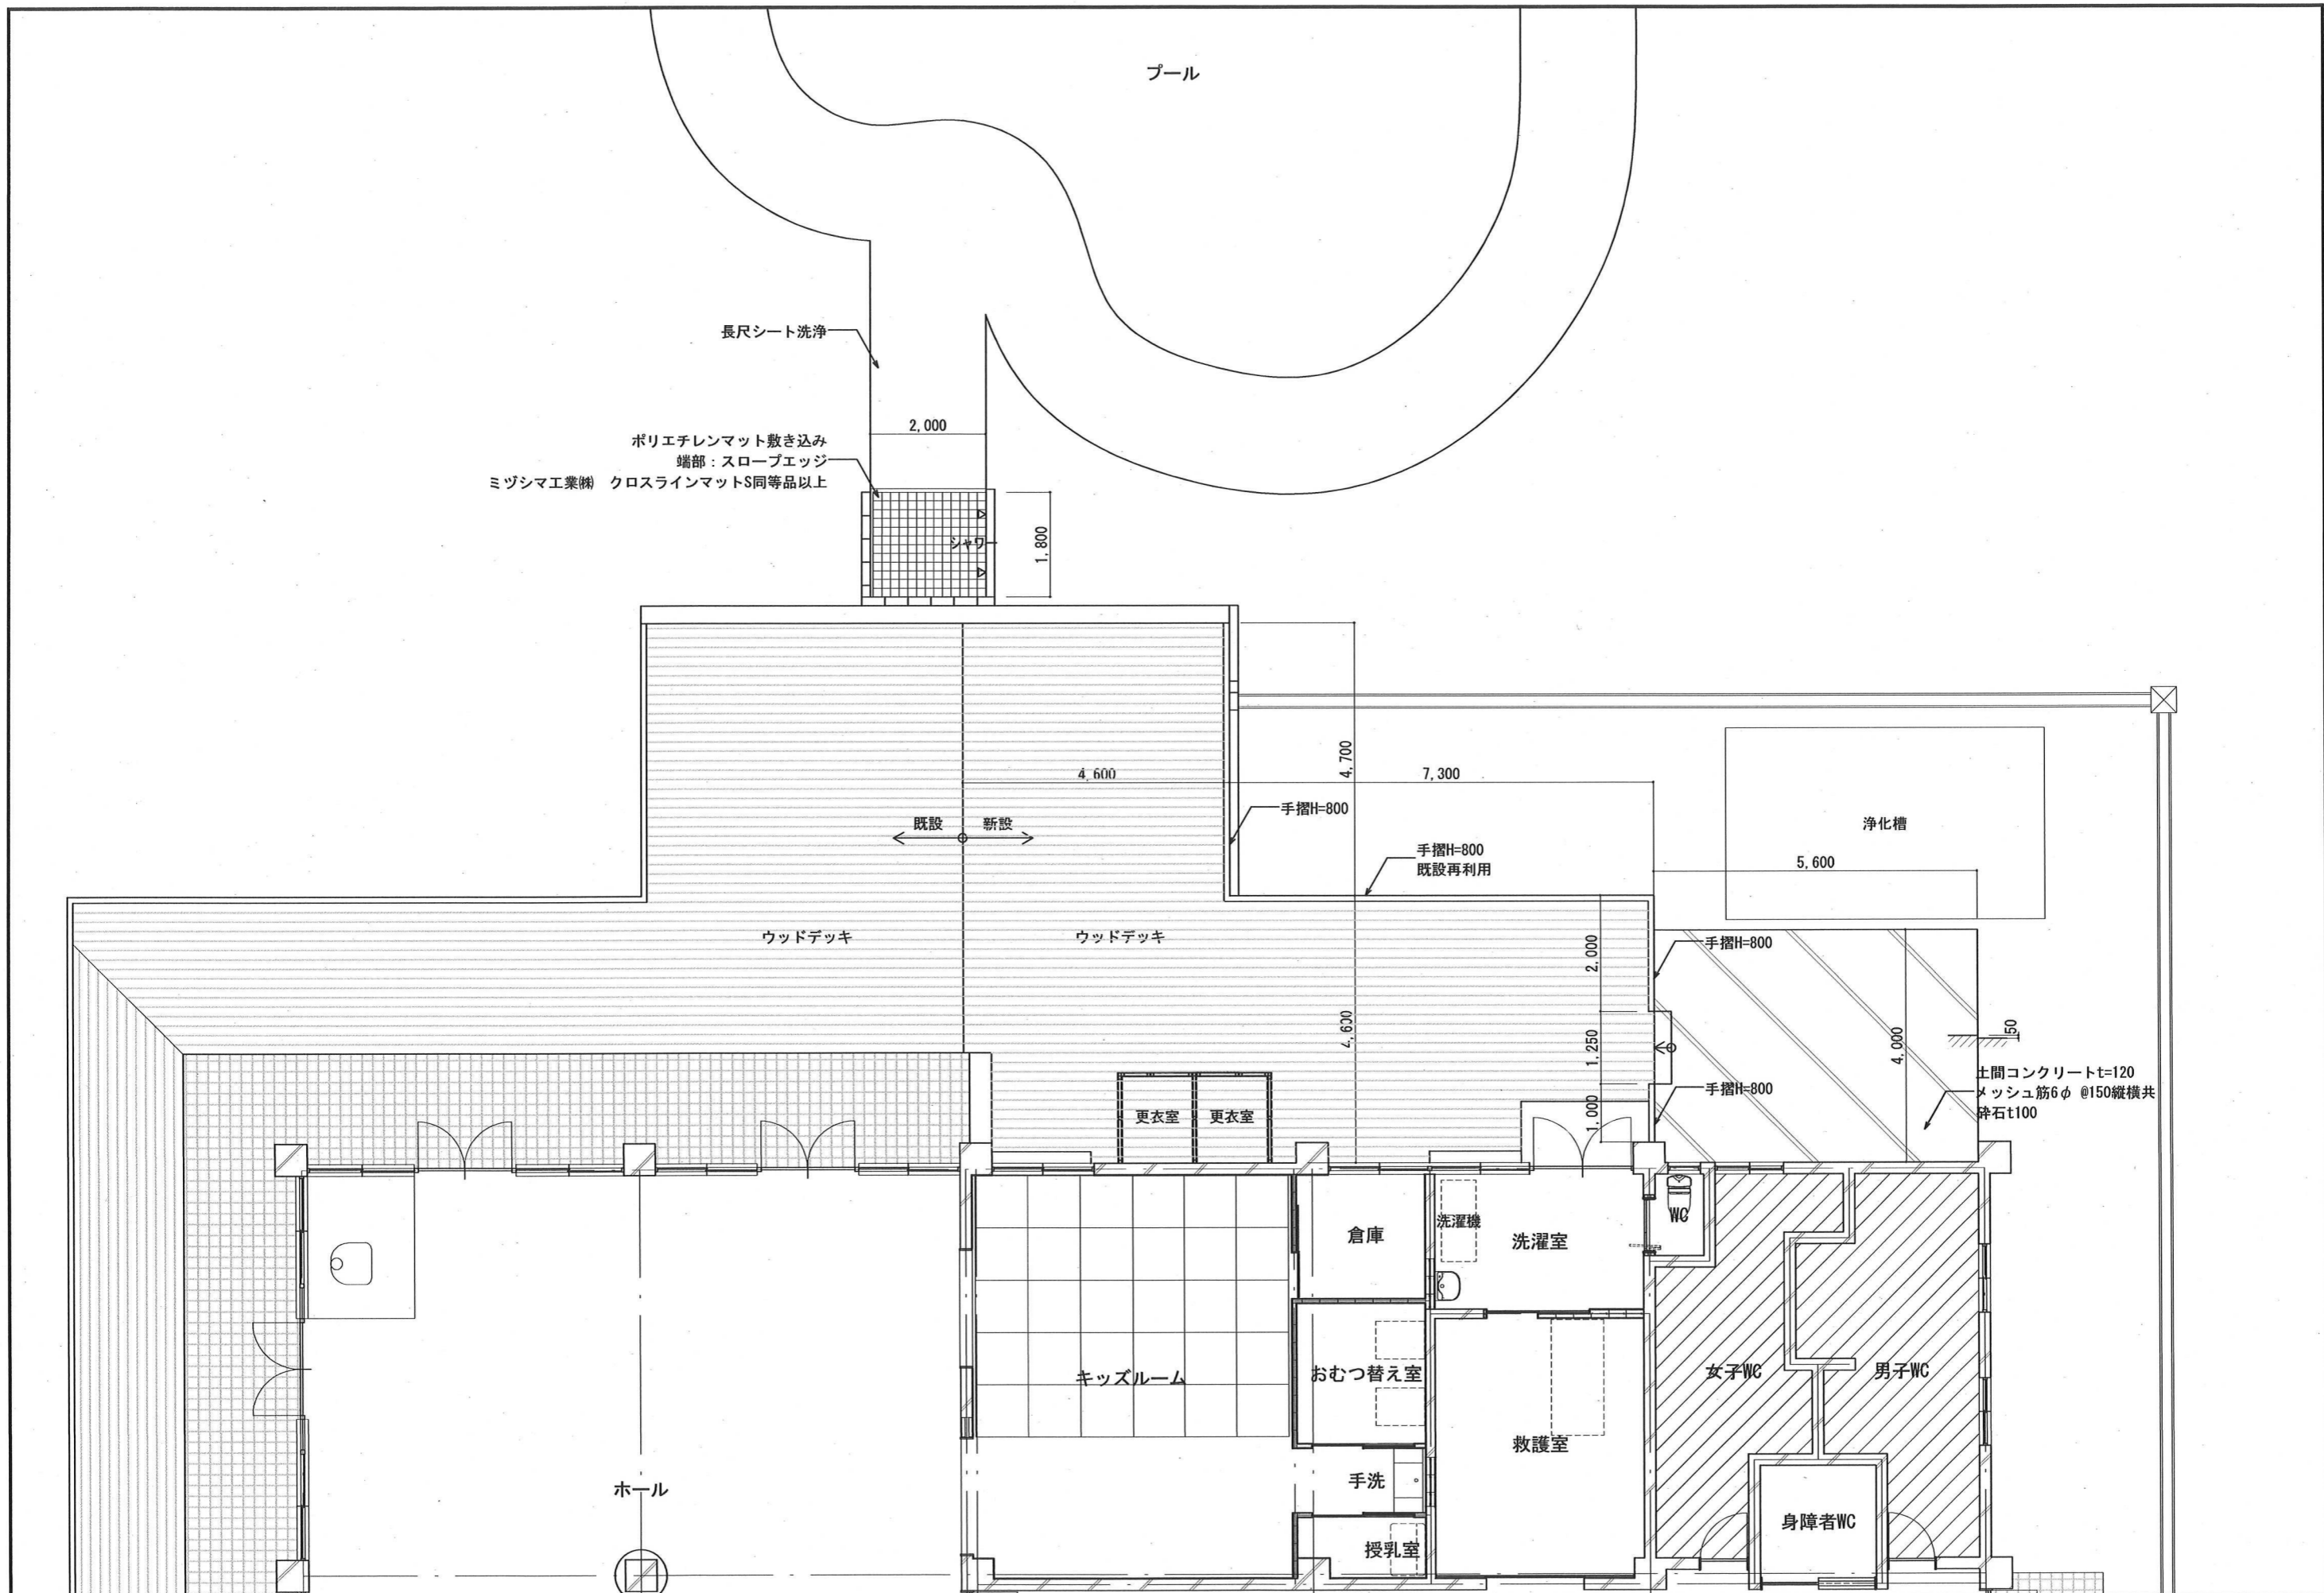 プール
長尺シート洗浄
2,000
ポリエチレンマット敷き込み
端部:スロープエッジ
ミヅシマ工業㈱ クロスラインマットS同等品以上
シャワー
1,800
4,700
4,600
7,300
手摺H=800
既設
新設
手摺H=800
既設再利用
浄化槽
5,600
ウッドデッキ
ウッドデッキ
2,000
手摺H=800
4,600
1,250
4,000
50
土間コンクリートt=120
メッシュ筋6φ @150縦横共
砕石t100
手摺H=800
1,000
更衣室
更衣室
倉庫
洗濯機
洗濯室
WC
キッズルーム
おむつ替え室
女子WC
男子WC
救護室
手洗
ホール
身障者WC
授乳室